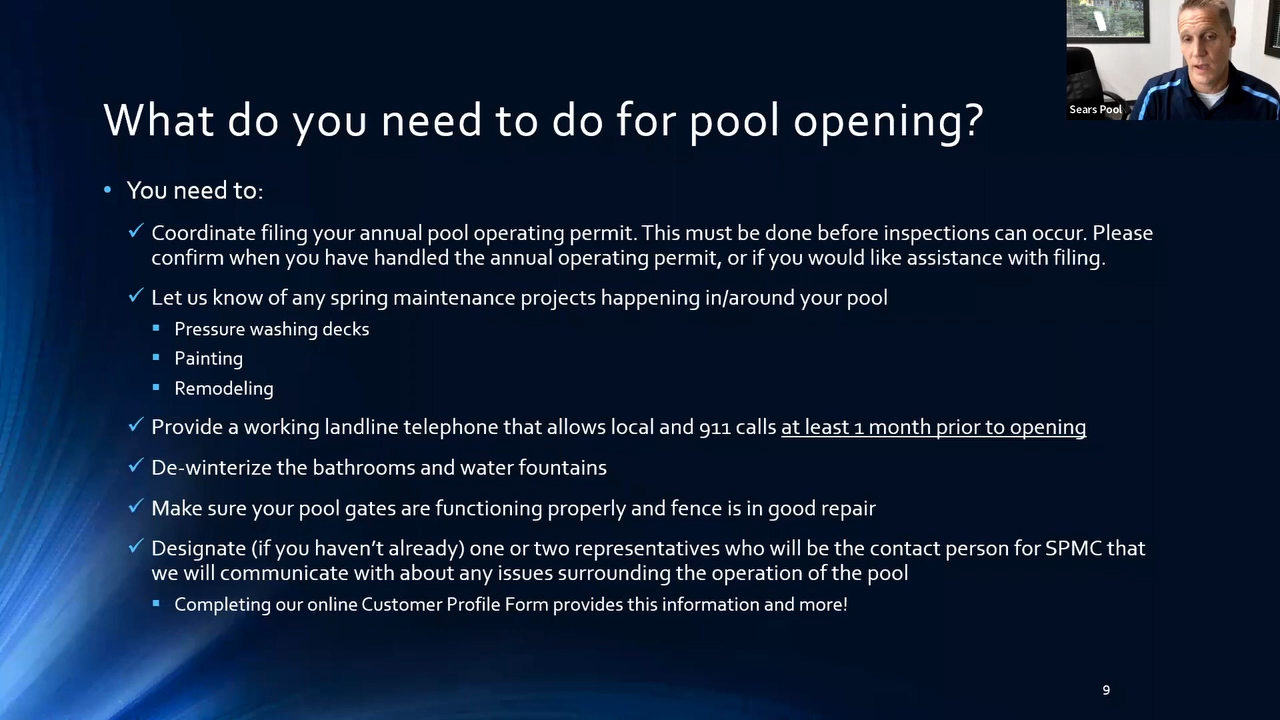 Sears Pool
What do you need to do for pool opening?
• You need to:
✓ Coordinate filing your annual pool operating permit. This must be done before inspections can occur. Please
confirm when you have handled the annual operating permit, or if you would like assistance with filing.
✓ Let us know of any spring maintenance projects happening in/around your pool
▪ Pressure washing decks
▪ Painting
▪ Remodeling
✓ Provide a working landline telephone that allows local and 911 calls at least 1 month prior to opening
✓ De-winterize the bathrooms and water fountains
✓ Make sure your pool gates are functioning properly and fence is in good repair
✓ Designate (if you haven’t already) one or two representatives who will be the contact person for SPMC that
we will communicate with about any issues surrounding the operation of the pool
▪ Completing our online Customer Profile Form provides this information and more!
9